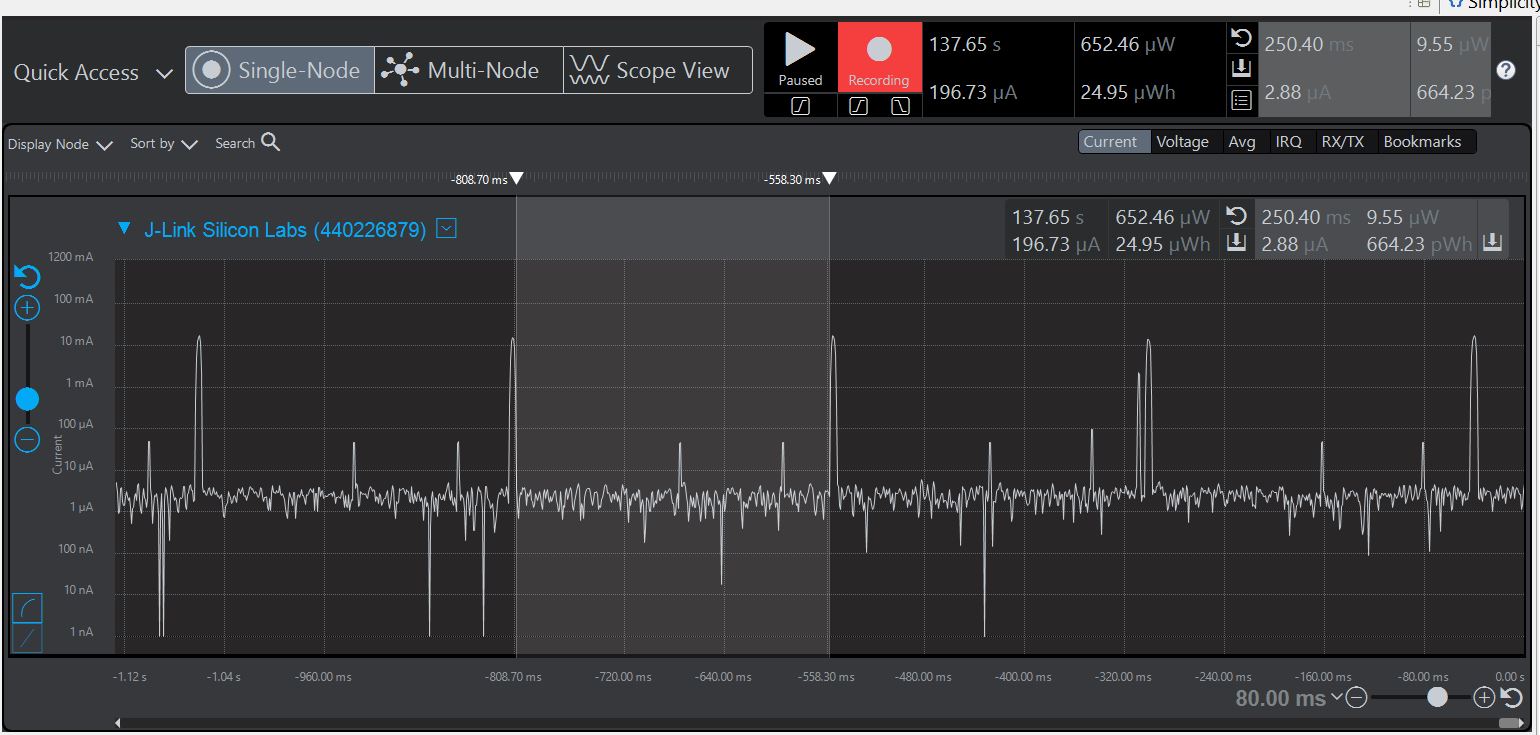 Simplicity
Quick Access
Single-Node
Multi-Node
Scope View
Paused
Recording
137.65 s
196.73 µA
652.46 µW
24.95 µWh
250.40 ms
2.88 µA
9.55 µW
664.23 p
?
Display Node
Sort by
Search
Current
Voltage
Avg
IRQ
RX/TX
Bookmarks
-808.70 ms
-558.30 ms
J-Link Silicon Labs (440226879)
137.65 s
652.46 µW
250.40 ms
9.55 µW
196.73 µA
24.95 µWh
2.88 µA
664.23 pWh
1200 mA
100 mA
10 mA
1 mA
100 µA
10 µA
1 µA
100 nA
10 nA
1 nA
Current
-1.12 s
-1.04 s
-960.00 ms
-808.70 ms
-720.00 ms
-640.00 ms
-558.30 ms
-480.00 ms
-400.00 ms
-320.00 ms
-240.00 ms
-160.00 ms
-80.00 ms
0.00 s
80.00 ms